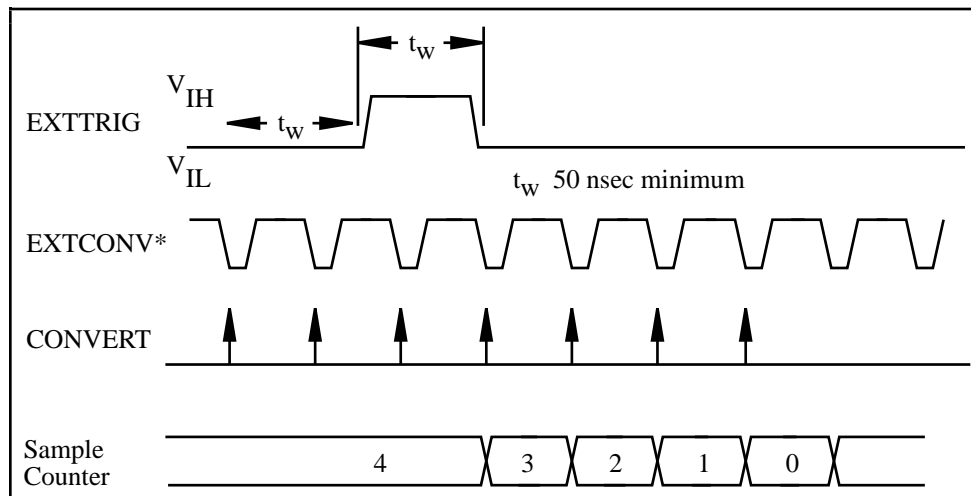 t_w
V_IH
EXTTRIG
t_w
V_IL
t_w 50 nsec minimum
EXTCONV*
CONVERT
Sample
Counter
4 3 2 1 0